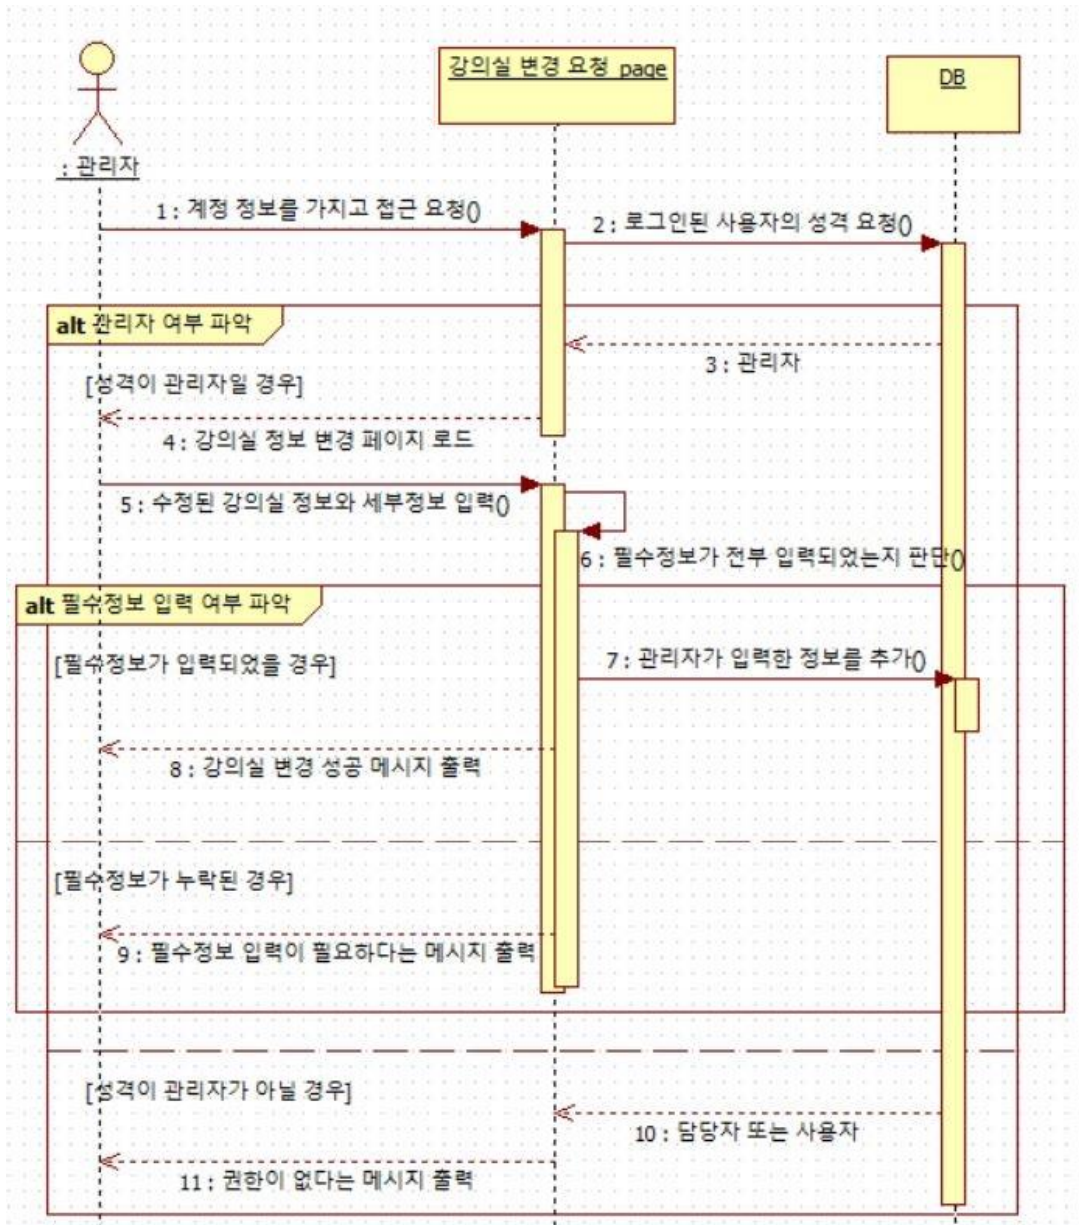 강의실 변경 요청 page
DB
: 관리자
1 : 계정 정보를 가지고 접근 요청()
2 : 로그인된 사용자의 성격 요청()
alt 관리자 여부 파악
3 : 관리자
[성격이 관리자일 경우]
4 : 강의실 정보 변경 페이지 로드
5 : 수정된 강의실 정보와 세부정보 입력()
6 : 필수정보가 전부 입력되었는지 판단()
alt 필수정보 입력 여부 파악
[필수정보가 입력되었을 경우]
7 : 관리자가 입력한 정보를 추가()
8 : 강의실 변경 성공 메시지 출력
[필수정보가 누락된 경우]
9 : 필수정보 입력이 필요하다는 메시지 출력
[성격이 관리자가 아닐 경우]
10 : 담당자 또는 사용자
11 : 권한이 없다는 메시지 출력